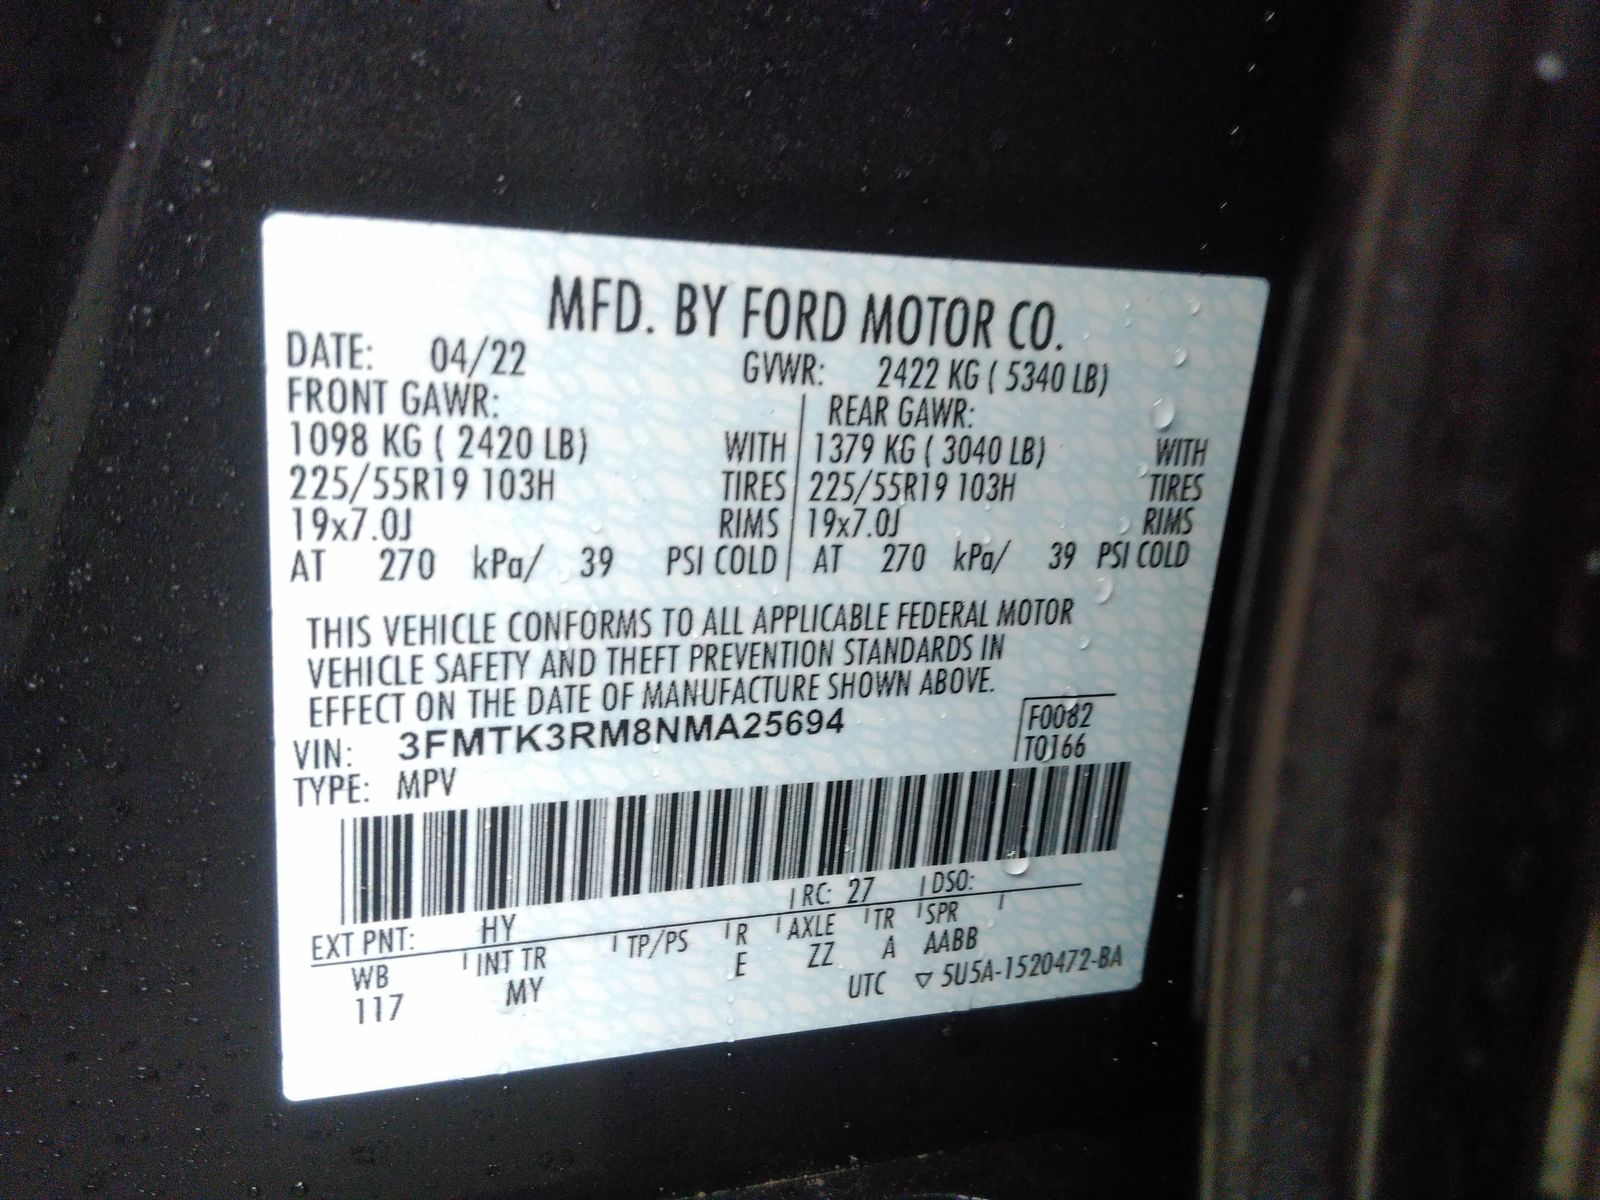 MFD. BY FORD MOTOR CO.
DATE: 04/22 GVWR: 2422 KG ( 5340 LB)
FRONT GAWR: REAR GAWR:
1098 KG ( 2420 LB) WITH 1379 KG ( 3040 LB) WITH
225/55R19 103H TIRES 225/55R19 103H TIRES
19x7.0J RIMS 19x7.0J RIMS
AT 270 kPa/ 39 PSI COLD AT 270 kPa/ 39 PSI COLD
THIS VEHICLE CONFORMS TO ALL APPLICABLE FEDERAL MOTOR
VEHICLE SAFETY AND THEFT PREVENTION STANDARDS IN
EFFECT ON THE DATE OF MANUFACTURE SHOWN ABOVE.
VIN: 3FMTK3RM8NMA25694 F0082
TYPE: MPV T0166
EXT PNT: HY RC: 27 DSO:
WB INT TR TP/PS R AXLE TR SPR
117 MY E ZZ A AABB
UTC ▽ 5U5A-1520472-BA